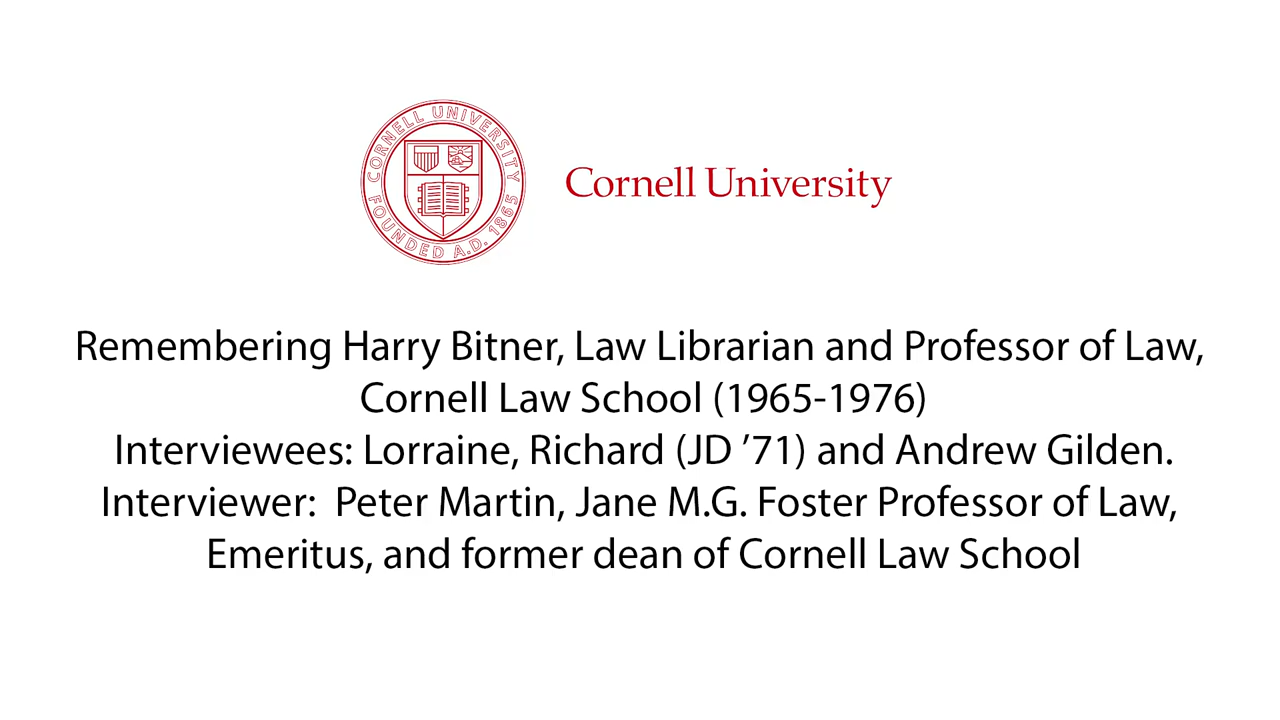 CORNELL UNIVERSITY
FOUNDED A.D. 1865
Cornell University
Remembering Harry Bitner, Law Librarian and Professor of Law,
Cornell Law School (1965-1976)
Interviewees: Lorraine, Richard (JD ’71) and Andrew Gilden.
Interviewer:  Peter Martin, Jane M.G. Foster Professor of Law,
Emeritus, and former dean of Cornell Law School